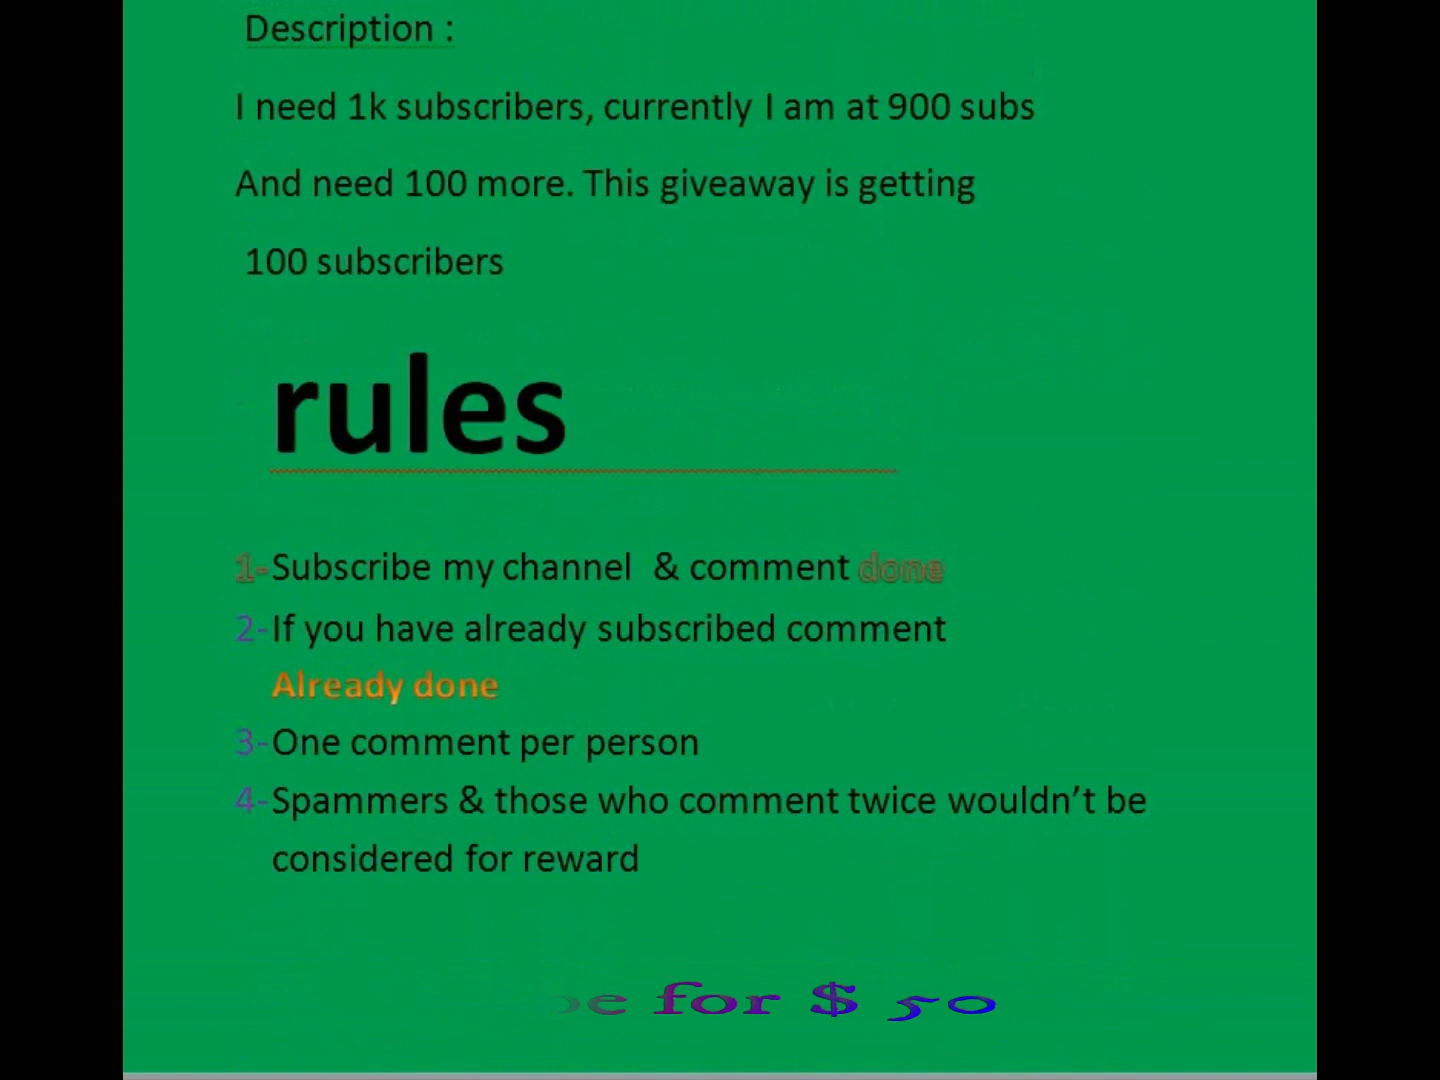 Description :
I need 1k subscribers, currently I am at 900 subs
And need 100 more. This giveaway is getting
100 subscribers
rules
1-Subscribe my channel & comment done
2-If you have already subscribed comment
Already done
3-One comment per person
4-Spammers & those who comment twice wouldn’t be
considered for reward
for $ 50